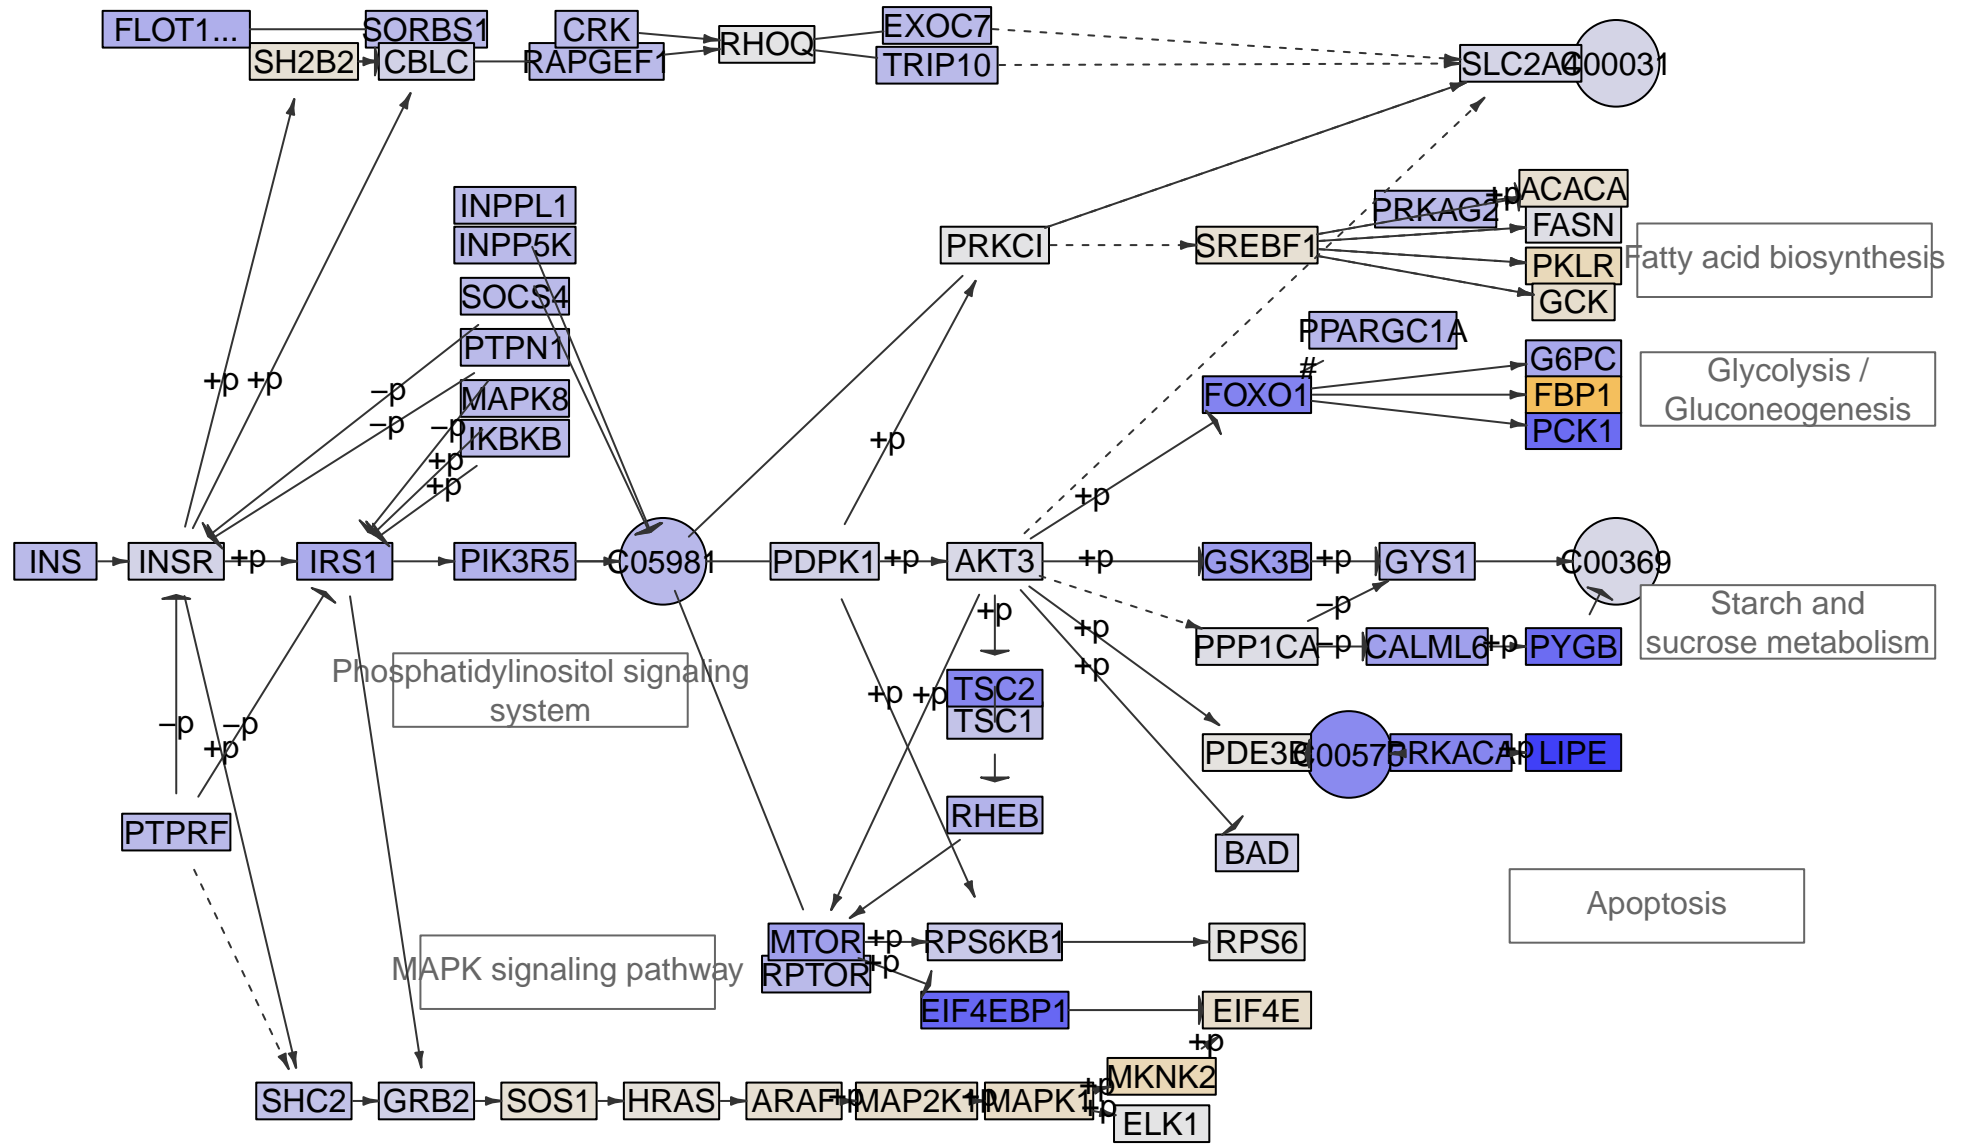 FLOT1...
SORBS1
CRK
EXOC7
SH2B2
CBLC
RAPGEF1
RHOQ
TRIP10
SLC2A4
C00031
INPPL1
INPP5K
SOCS4
PTPN1
MAPK8
IKBKB
PRKCI
SREBF1
PRKAG2
+p
ACACA
FASN
PKLR
GCK
Fatty acid biosynthesis
PPARGC1A
#
FOXO1
G6PC
FBP1
PCK1
Glycolysis /
Gluconeogenesis
+p
+p
–p
–p
–p
+p
+p
+p
+p
INS
INSR
+p
IRS1
PIK3R5
C05981
PDPK1
+p
AKT3
+p
GSK3B
+p
GYS1
C00369
+p
–p
Starch and
sucrose metabolism
+p
+p
PPP1CA
–p
CALML6
+p
PYGB
Phosphatidylinositol signaling
system
–p
+p
–p
+p
+p
TSC2
TSC1
PDE3B
C00575
PRKACA
+p
LIPE
PTPRF
RHEB
BAD
Apoptosis
MAPK signaling pathway
MTOR
RPTOR
+p
+p
RPS6KB1
RPS6
EIF4EBP1
EIF4E
+p
SHC2
GRB2
SOS1
HRAS
ARAF
+p
MAP2K1
+p
MAPK1
+p
+p
MKNK2
ELK1